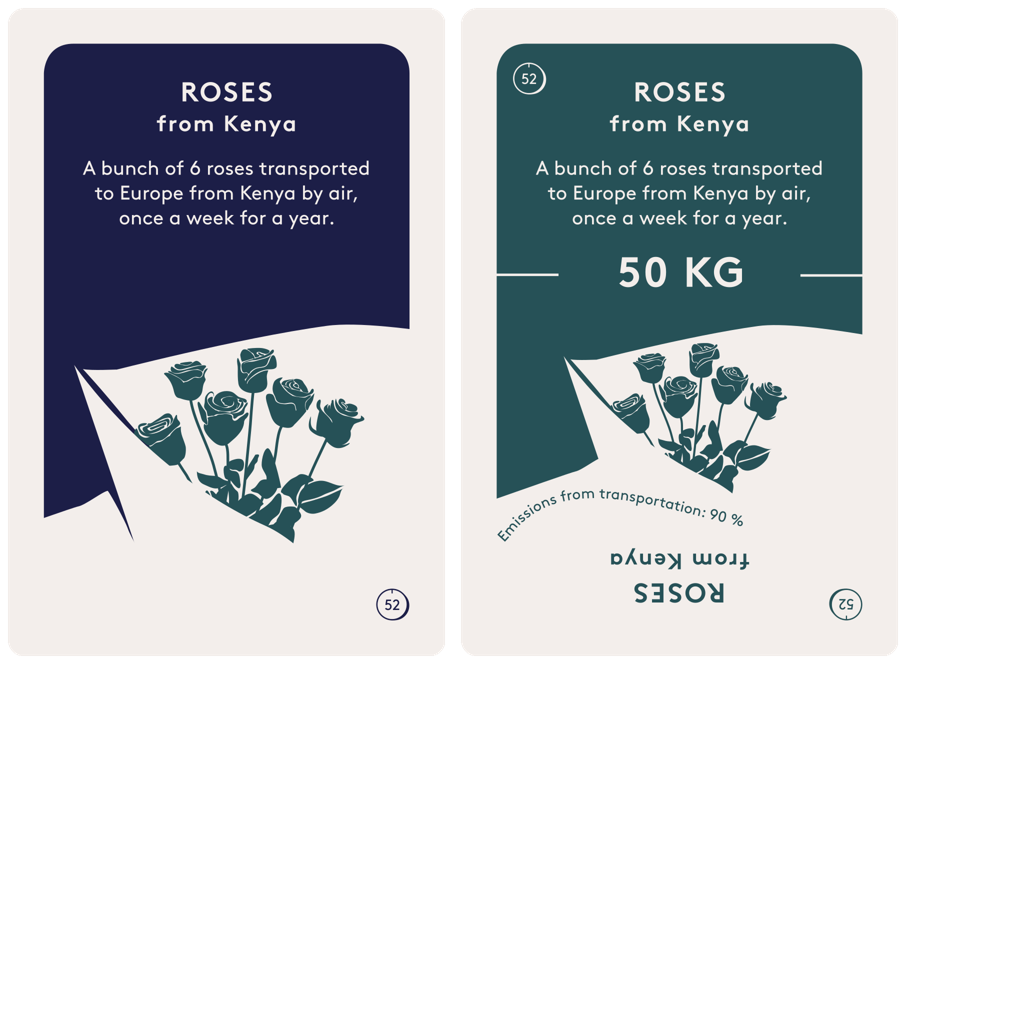 ROSES
from Kenya
A bunch of 6 roses transported
to Europe from Kenya by air,
once a week for a year.
52
52
ROSES
from Kenya
A bunch of 6 roses transported
to Europe from Kenya by air,
once a week for a year.
50 KG
Emissions from transportation: 90 %
ROSES
from Kenya
52